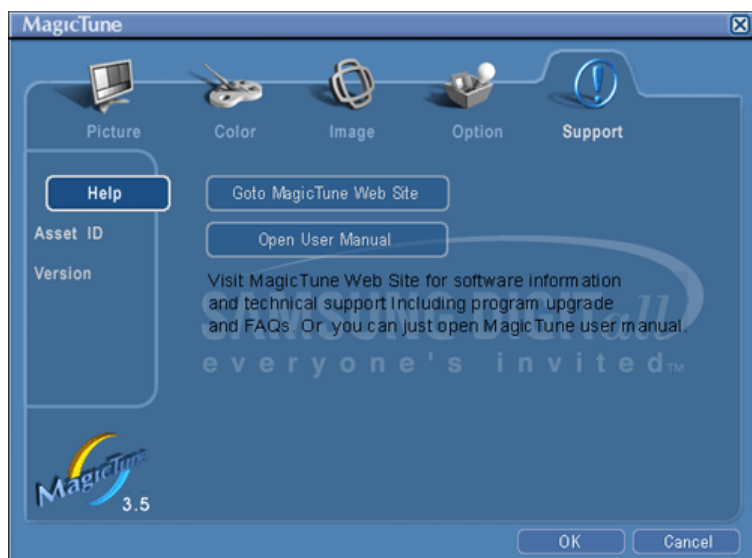 MagicTune
Picture
Color
Image
Option
Support
Help
Asset ID
Version
Goto MagicTune Web Site
Open User Manual
Visit MagicTune Web Site for software information
and technical support Including program upgrade
and FAQs. Or you can just open MagicTune user manual.
SAMSUNG DIGITall
everyone's invited™
MagicTune
3.5
OK
Cancel